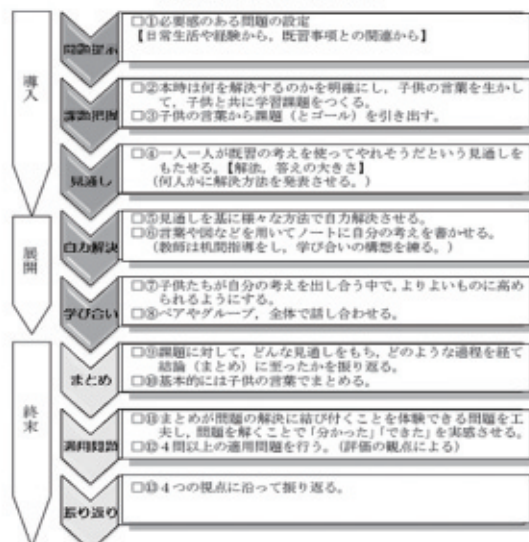 導入
問題提示
□①必要感のある問題の設定
【日常生活や経験から，既習事項との関連から】
課題把握
□②本時は何を解決するのかを明確にし，子供の言葉を生かし
て，子供と共に学習課題をつくる。
□③子供の言葉から課題（とゴール）を引き出す。
見通し
□④一人一人が既習の考えを使ってやれそうだという見通し
をもたせる。【解法，答えの大きさ】
（何人かに解決方法を発表させる。）
展開
自力解決
□⑤見通しを基に様々な方法で自力解決させる。
□⑥言葉や図などを用いてノートに自分の考えを書かせる。
（教師は机間指導をし，学び合いの構想を練る。）
学び合い
□⑦子供たちが自分の考えを出し合う中で，よりよいものに高め
られるようにする。
□⑧ペアやグループ，全体で話し合わせる。
終末
まとめ
□⑨課題に対して，どんな見通しをもち，どのような過程を経て
結論（まとめ）に至ったかを振り返る。
□⑩基本的には子供の言葉でまとめる。
適用問題
□⑪まとめが問題の解決に結び付くことを体験できる問題を工
夫し，問題を解くことで「分かった」「できた」を実感させる。
□⑫４問以上の適用問題を行う。（評価の観点による）
振り返り
□⑬４つの視点に沿って振り返る。